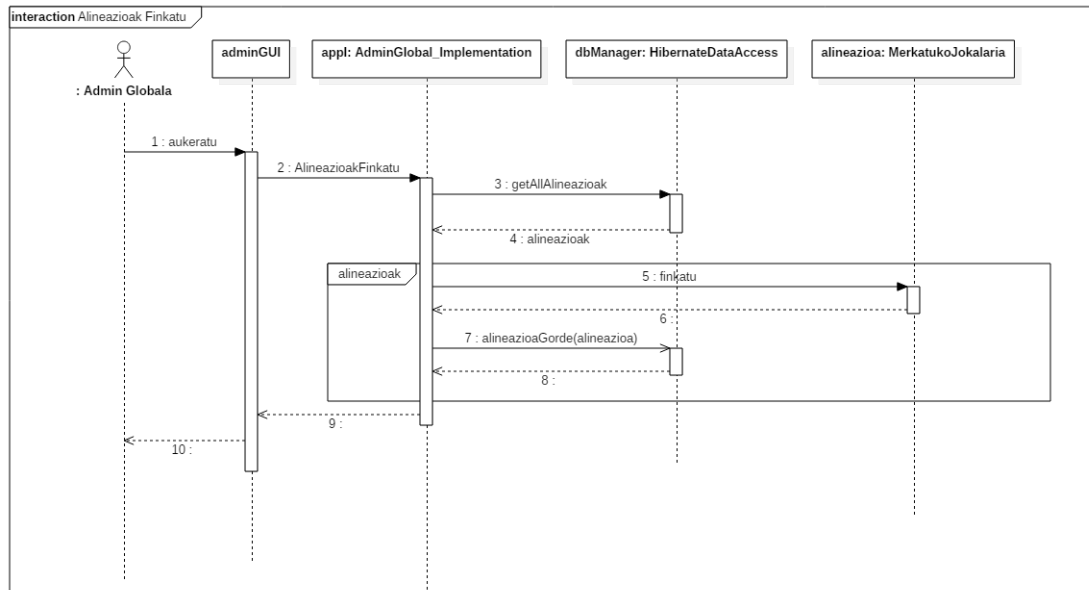 interaction Alineazioak Finkatu
: Admin Globala
adminGUI
appl: AdminGlobal_Implementation
dbManager: HibernateDataAccess
alineazioa: MerkatukoJokalaria
1 : aukeratu
2 : AlineazioakFinkatu
3 : getAllAlineazioak
4 : alineazioak
alineazioak
5 : finkatu
6 :
7 : alineazioaGorde(alineazioa)
8 :
9 :
10 :